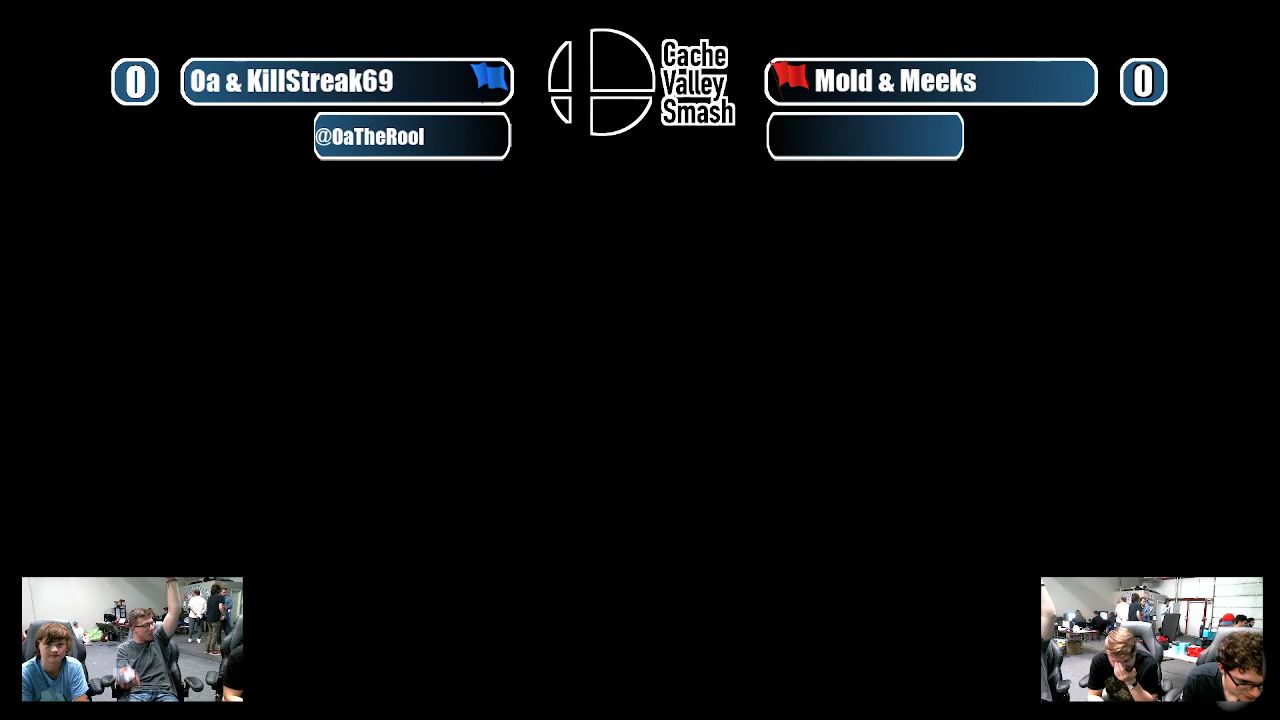 0
Oa & KillStreak69
@OaTheRool
Cache
Valley
Smash
Mold & Meeks
0